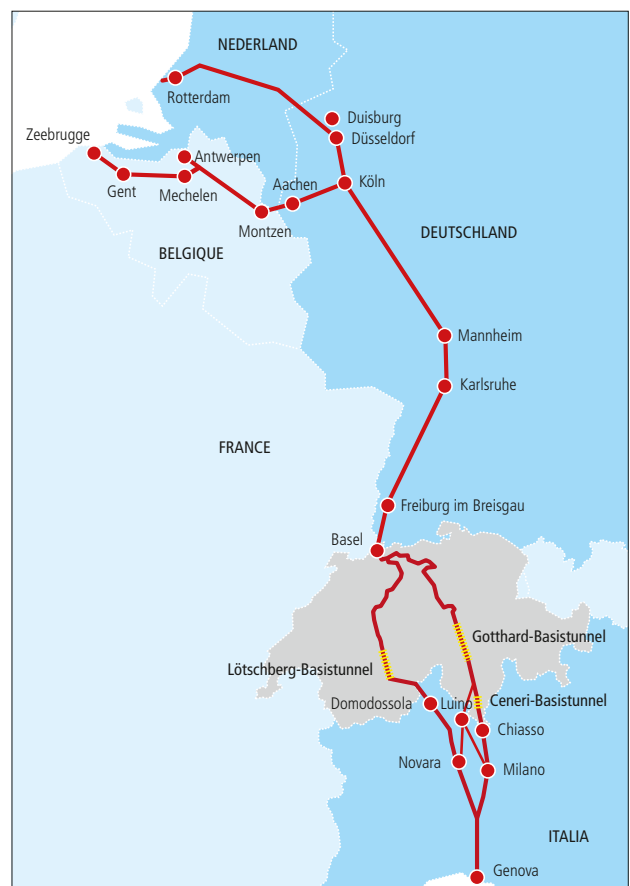 NEDERLAND
Rotterdam
Duisburg
Düsseldorf
Zeebrugge
Antwerpen
Gent
Mechelen
Aachen
Köln
Montzen
DEUTSCHLAND
BELGIQUE
Mannheim
Karlsruhe
FRANCE
Freiburg im Breisgau
Basel
Gotthard-Basistunnel
Lötschberg-Basistunnel
Domodossola
Luino
Ceneri-Basistunnel
Chiasso
Novara
Milano
ITALIA
Genova